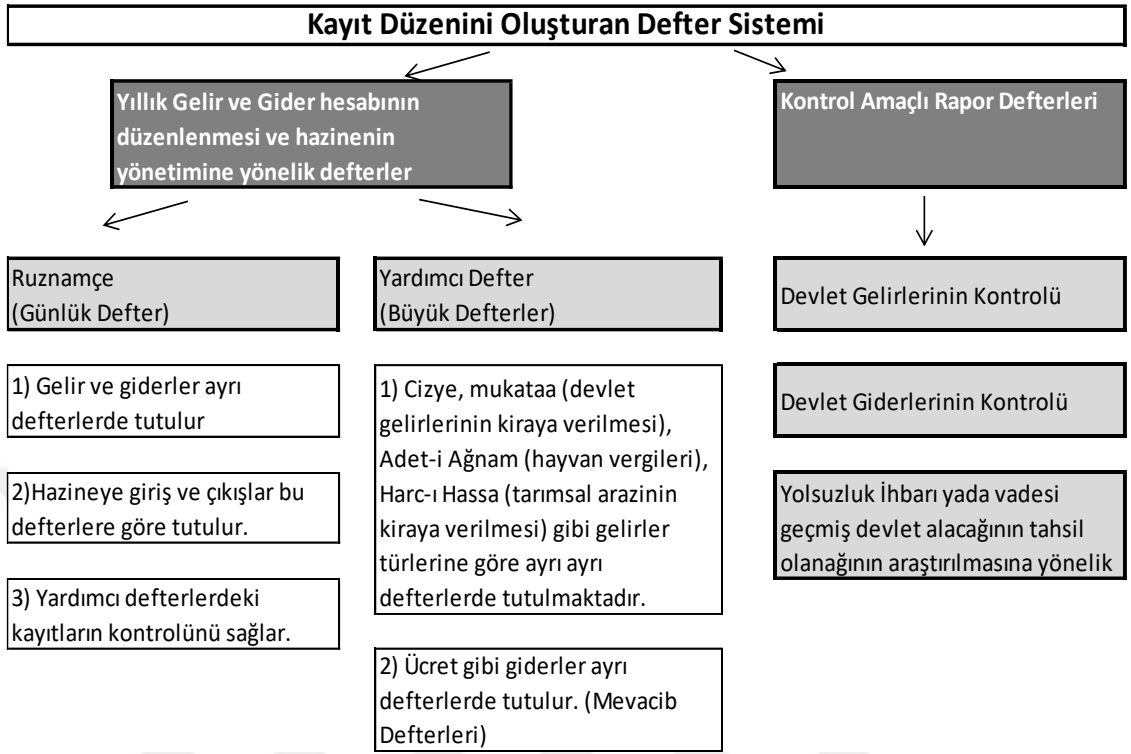 Kayıt Düzenini Oluşturan Defter Sistemi
Yıllık Gelir ve Gider hesabının
düzenlenmesi ve hazinenin
yönetimine yönelik defterler
Kontrol Amaçlı Rapor Defterleri
Ruznamçe
(Günlük Defter)
1) Gelir ve giderler ayrı
defterlerde tutulur
2)Hazineye giriş ve çıkışlar bu
defterlere göre tutulur.
3) Yardımcı defterlerdeki
kayıtların kontrolünü sağlar.
Yardımcı Defter
(Büyük Defterler)
1) Cizye, mukataa (devlet
gelirlerinin kiraya verilmesi),
Adet-i Ağnam (hayvan vergileri),
Harc-ı Hassa (tarımsal arazinin
kiraya verilmesi) gibi gelirler
türlerine göre ayrı ayrı
defterlerde tutulmaktadır.
2) Ücret gibi giderler ayrı
defterlerde tutulur. (Mevacib
Defterleri)
Devlet Gelirlerinin Kontrolü
Devlet Giderlerinin Kontrolü
Yolsuzluk İhbarı yada vadesi
geçmiş devlet alacağının tahsil
olanağının araştırılmasına yönelik